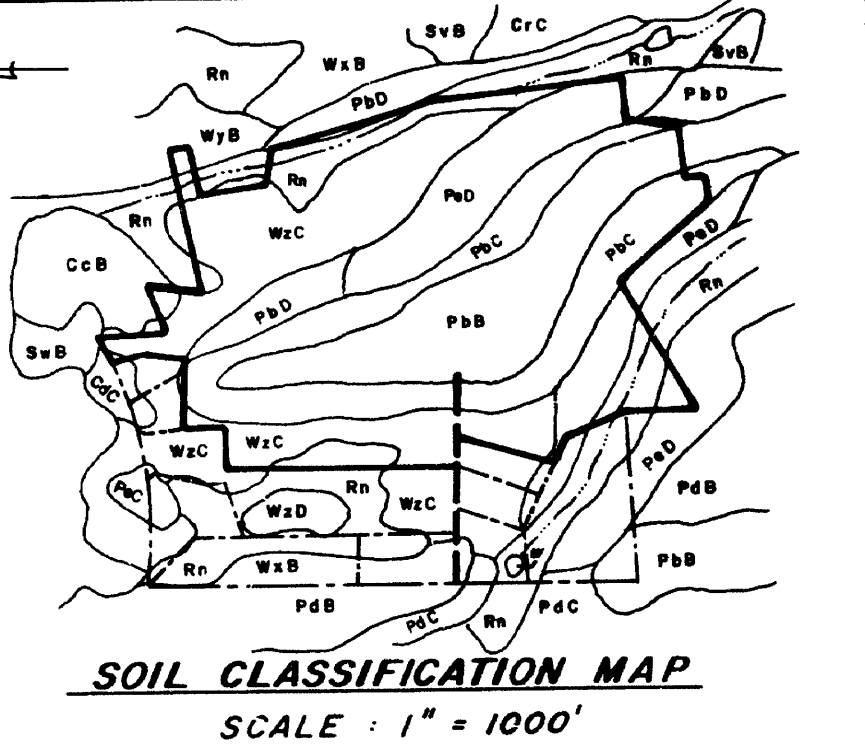 SvB CrC
Rn WxB Rn SvB
PbD PbD
WyB
Rn
PeD
Rn WzC PbC PbC PeD
CcB Rn
PbD PbB
SwB
CdC
WzC WzC
PeD
PeC Rn WzC PdB
WzD
Rn WxB PbB
PdB PdC PdC
Rn
SOIL CLASSIFICATION MAP
SCALE : 1" = 1000'